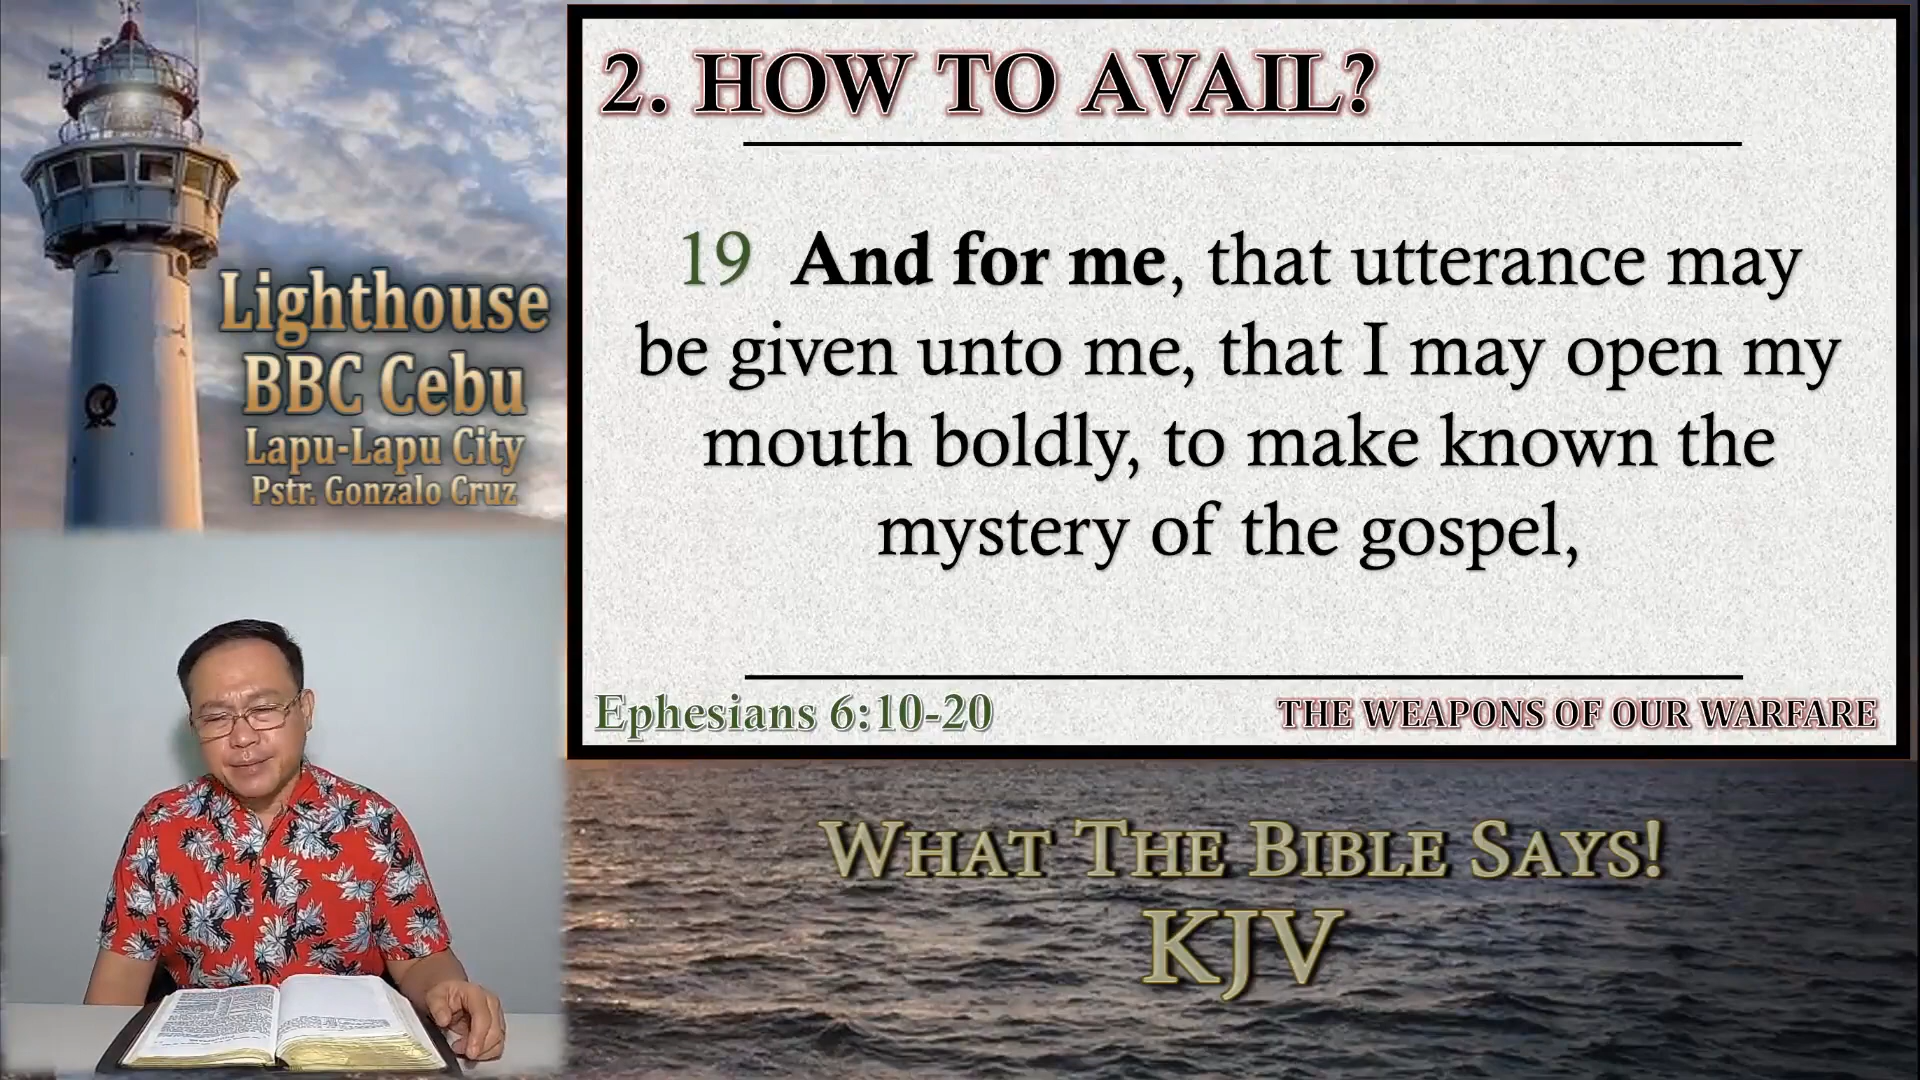 Lighthouse
BBC Cebu
Lapu-Lapu City
Pstr. Gonzalo Cruz
2. HOW TO AVAIL?
19 And for me, that utterance may
be given unto me, that I may open my
mouth boldly, to make known the
mystery of the gospel,
Ephesians 6:10-20
THE WEAPONS OF OUR WARFARE
WHAT THE BIBLE SAYS!
KJV